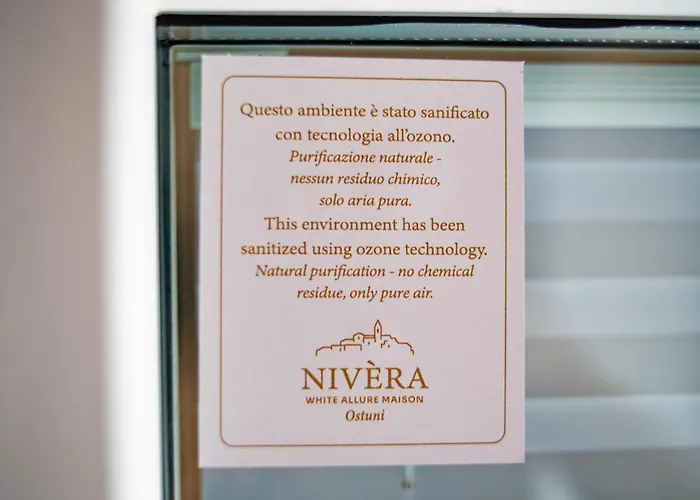 Questo ambiente è stato sanificato
con tecnologia all'ozono.
Purificazione naturale -
nessun residuo chimico,
solo aria pura.
This environment has been
sanitized using ozone technology.
Natural purification - no chemical
residue, only pure air.
NIVÈRA
WHITE ALLURE MAISON
Ostuni